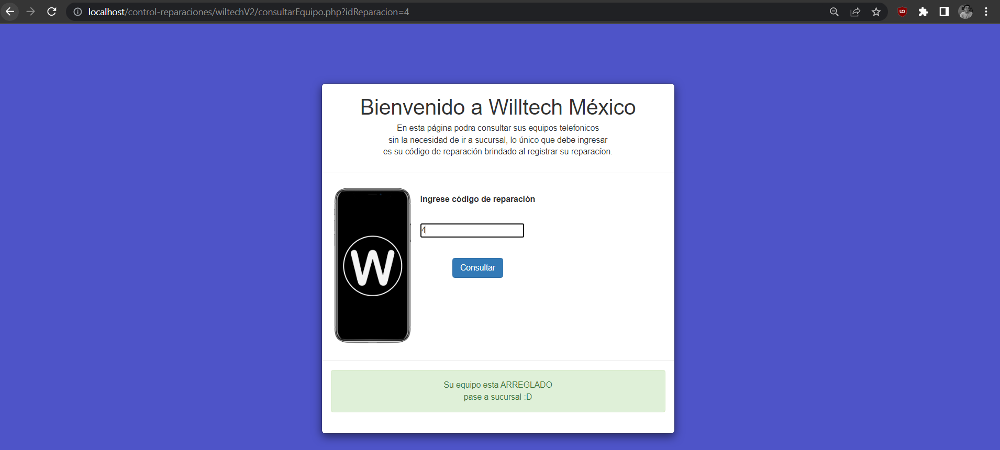 localhost/control-reparaciones/wiltechV2/consultarEquipo.php?idReparacion=4
Bienvenido a Willtech México
En esta página podra consultar sus equipos telefonicos
sin la necesidad de ir a sucursal, lo único que debe ingresar
es su código de reparación brindado al registrar su reparacíon.
W
Ingrese código de reparación
4
Consultar
Su equipo esta ARREGLADO
pase a sucursal :D